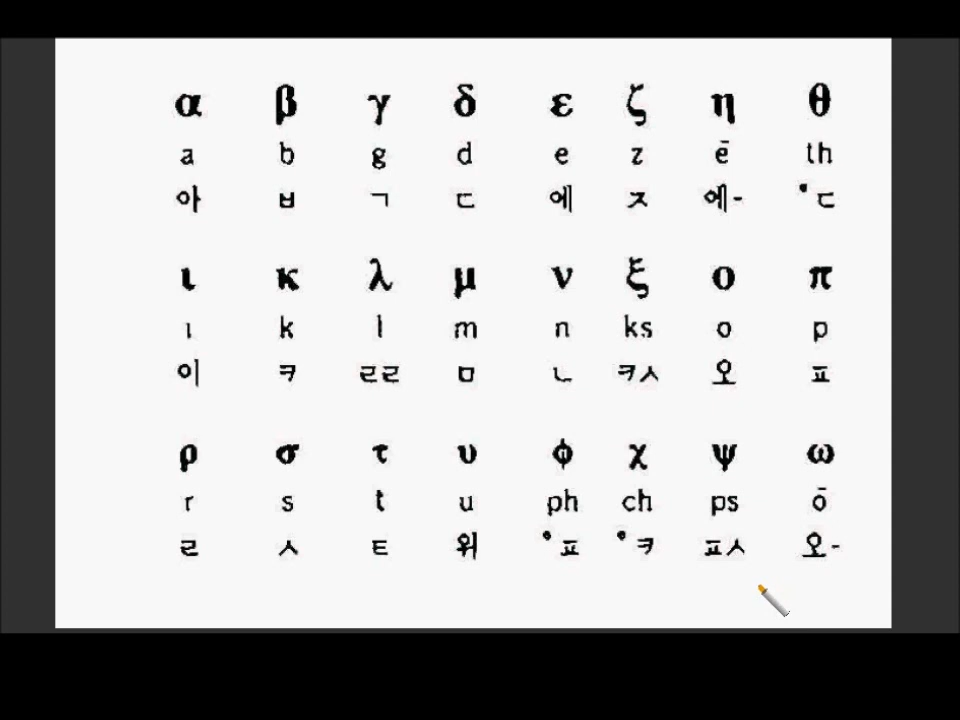 α β γ δ ε ζ η θ
a b g d e z ē th
아 ㅂ ㄱ ㄷ 에 ㅈ 에- •ㄷ
ι κ λ μ ν ξ ο π
ı k l m n ks o p
이 ㅋ ㄹㄹ ㅁ ㄴ ㅋㅅ 오 ㅍ
ρ σ τ υ φ χ ψ ω
r s t u ph ch ps ō
ㄹ ㅅ ㅌ 위 •ㅍ •ㅋ ㅍㅅ 오-